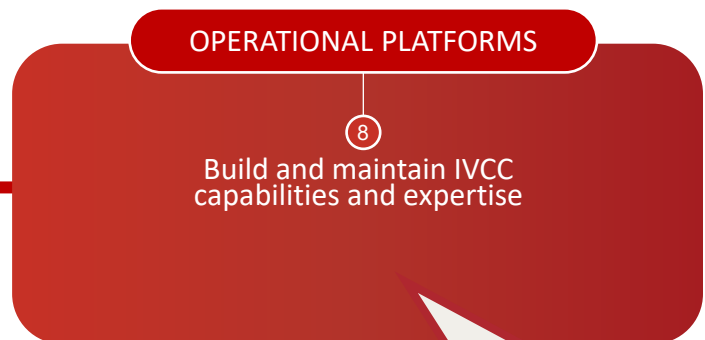 OPERATIONAL PLATFORMS
8
Build and maintain IVCC
capabilities and expertise